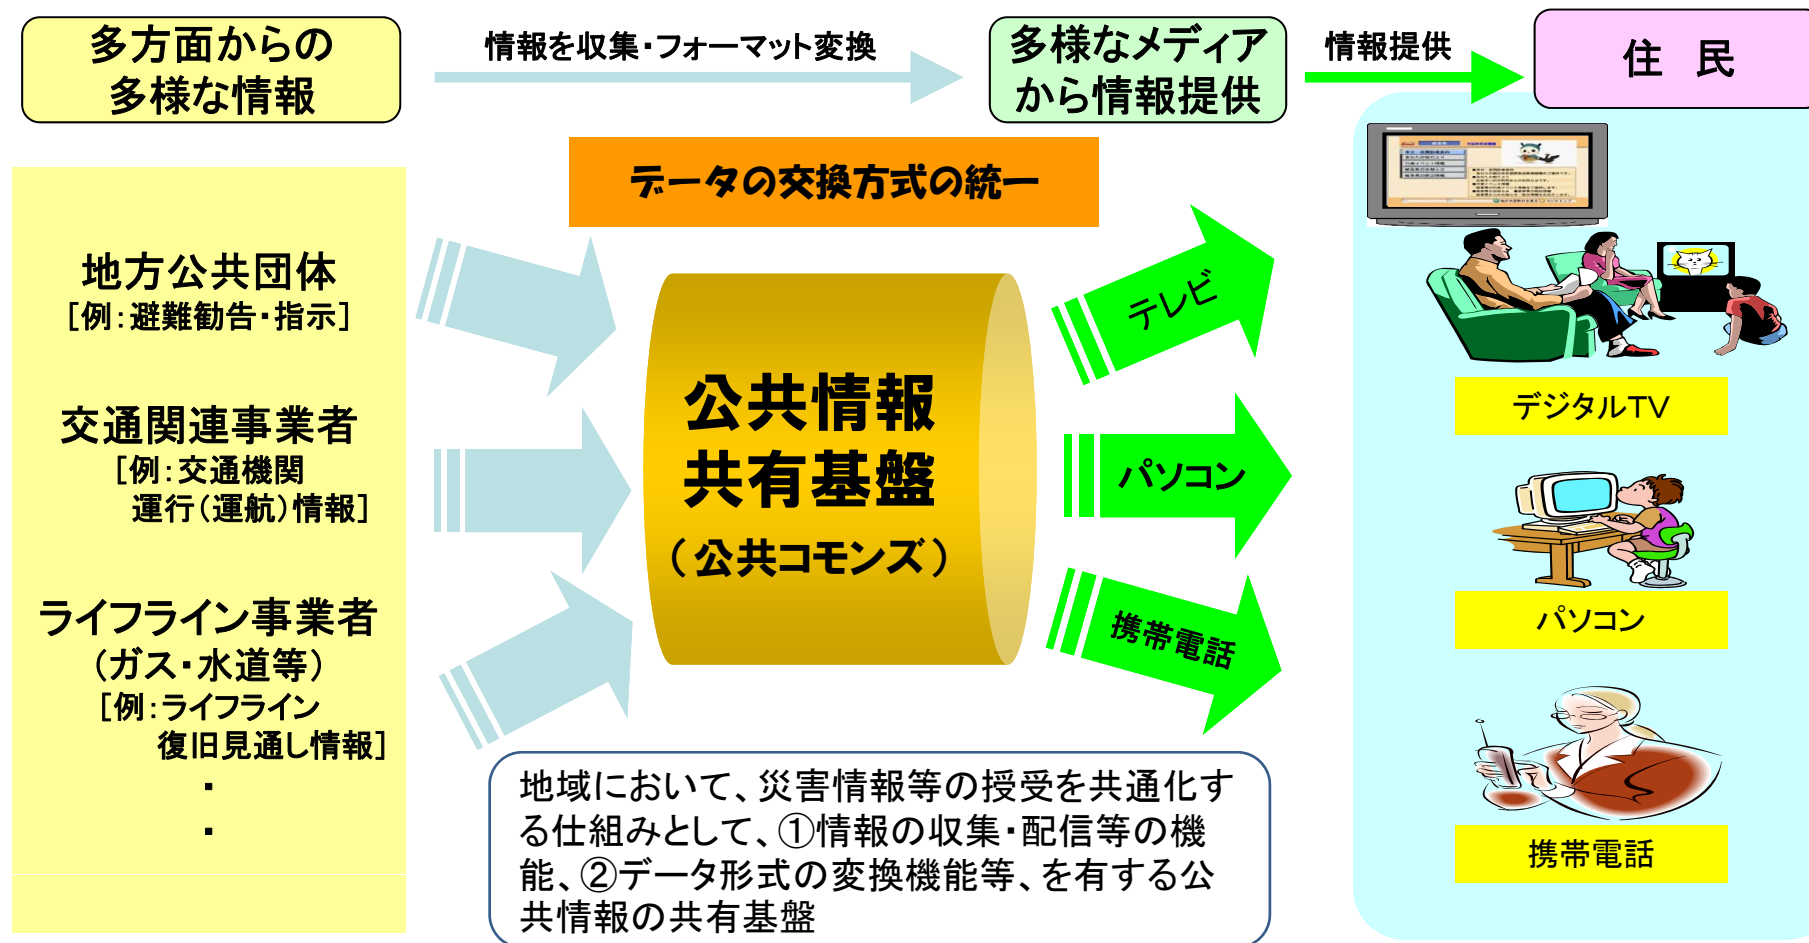 多方面からの
多様な情報
情報を収集・フォーマット変換
多様なメディア
から情報提供
情報提供
住　民
データの交換方式の統一
地方公共団体
[例：避難勧告・指示]
交通関連事業者
[例：交通機関
運行（運航）情報]
ライフライン事業者
（ガス・水道等）
[例：ライフライン
復旧見通し情報]
・
・
公共情報
共有基盤
（公共コモンズ）
テレビ
パソコン
携帯電話
デジタルTV
パソコン
携帯電話
地域において、災害情報等の授受を共通化す
る仕組みとして、①情報の収集・配信等の機
能、②データ形式の変換機能等、を有する公
共情報の共有基盤